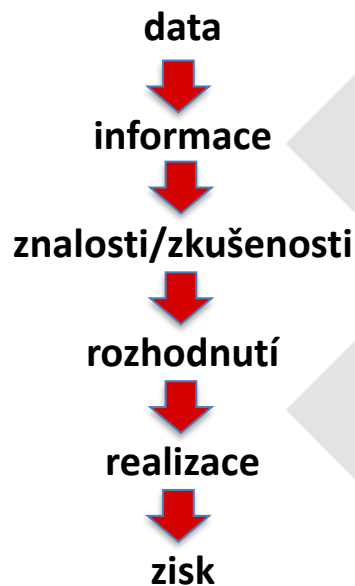 data
informace
znalosti/zkušenosti
rozhodnutí
realizace
zisk